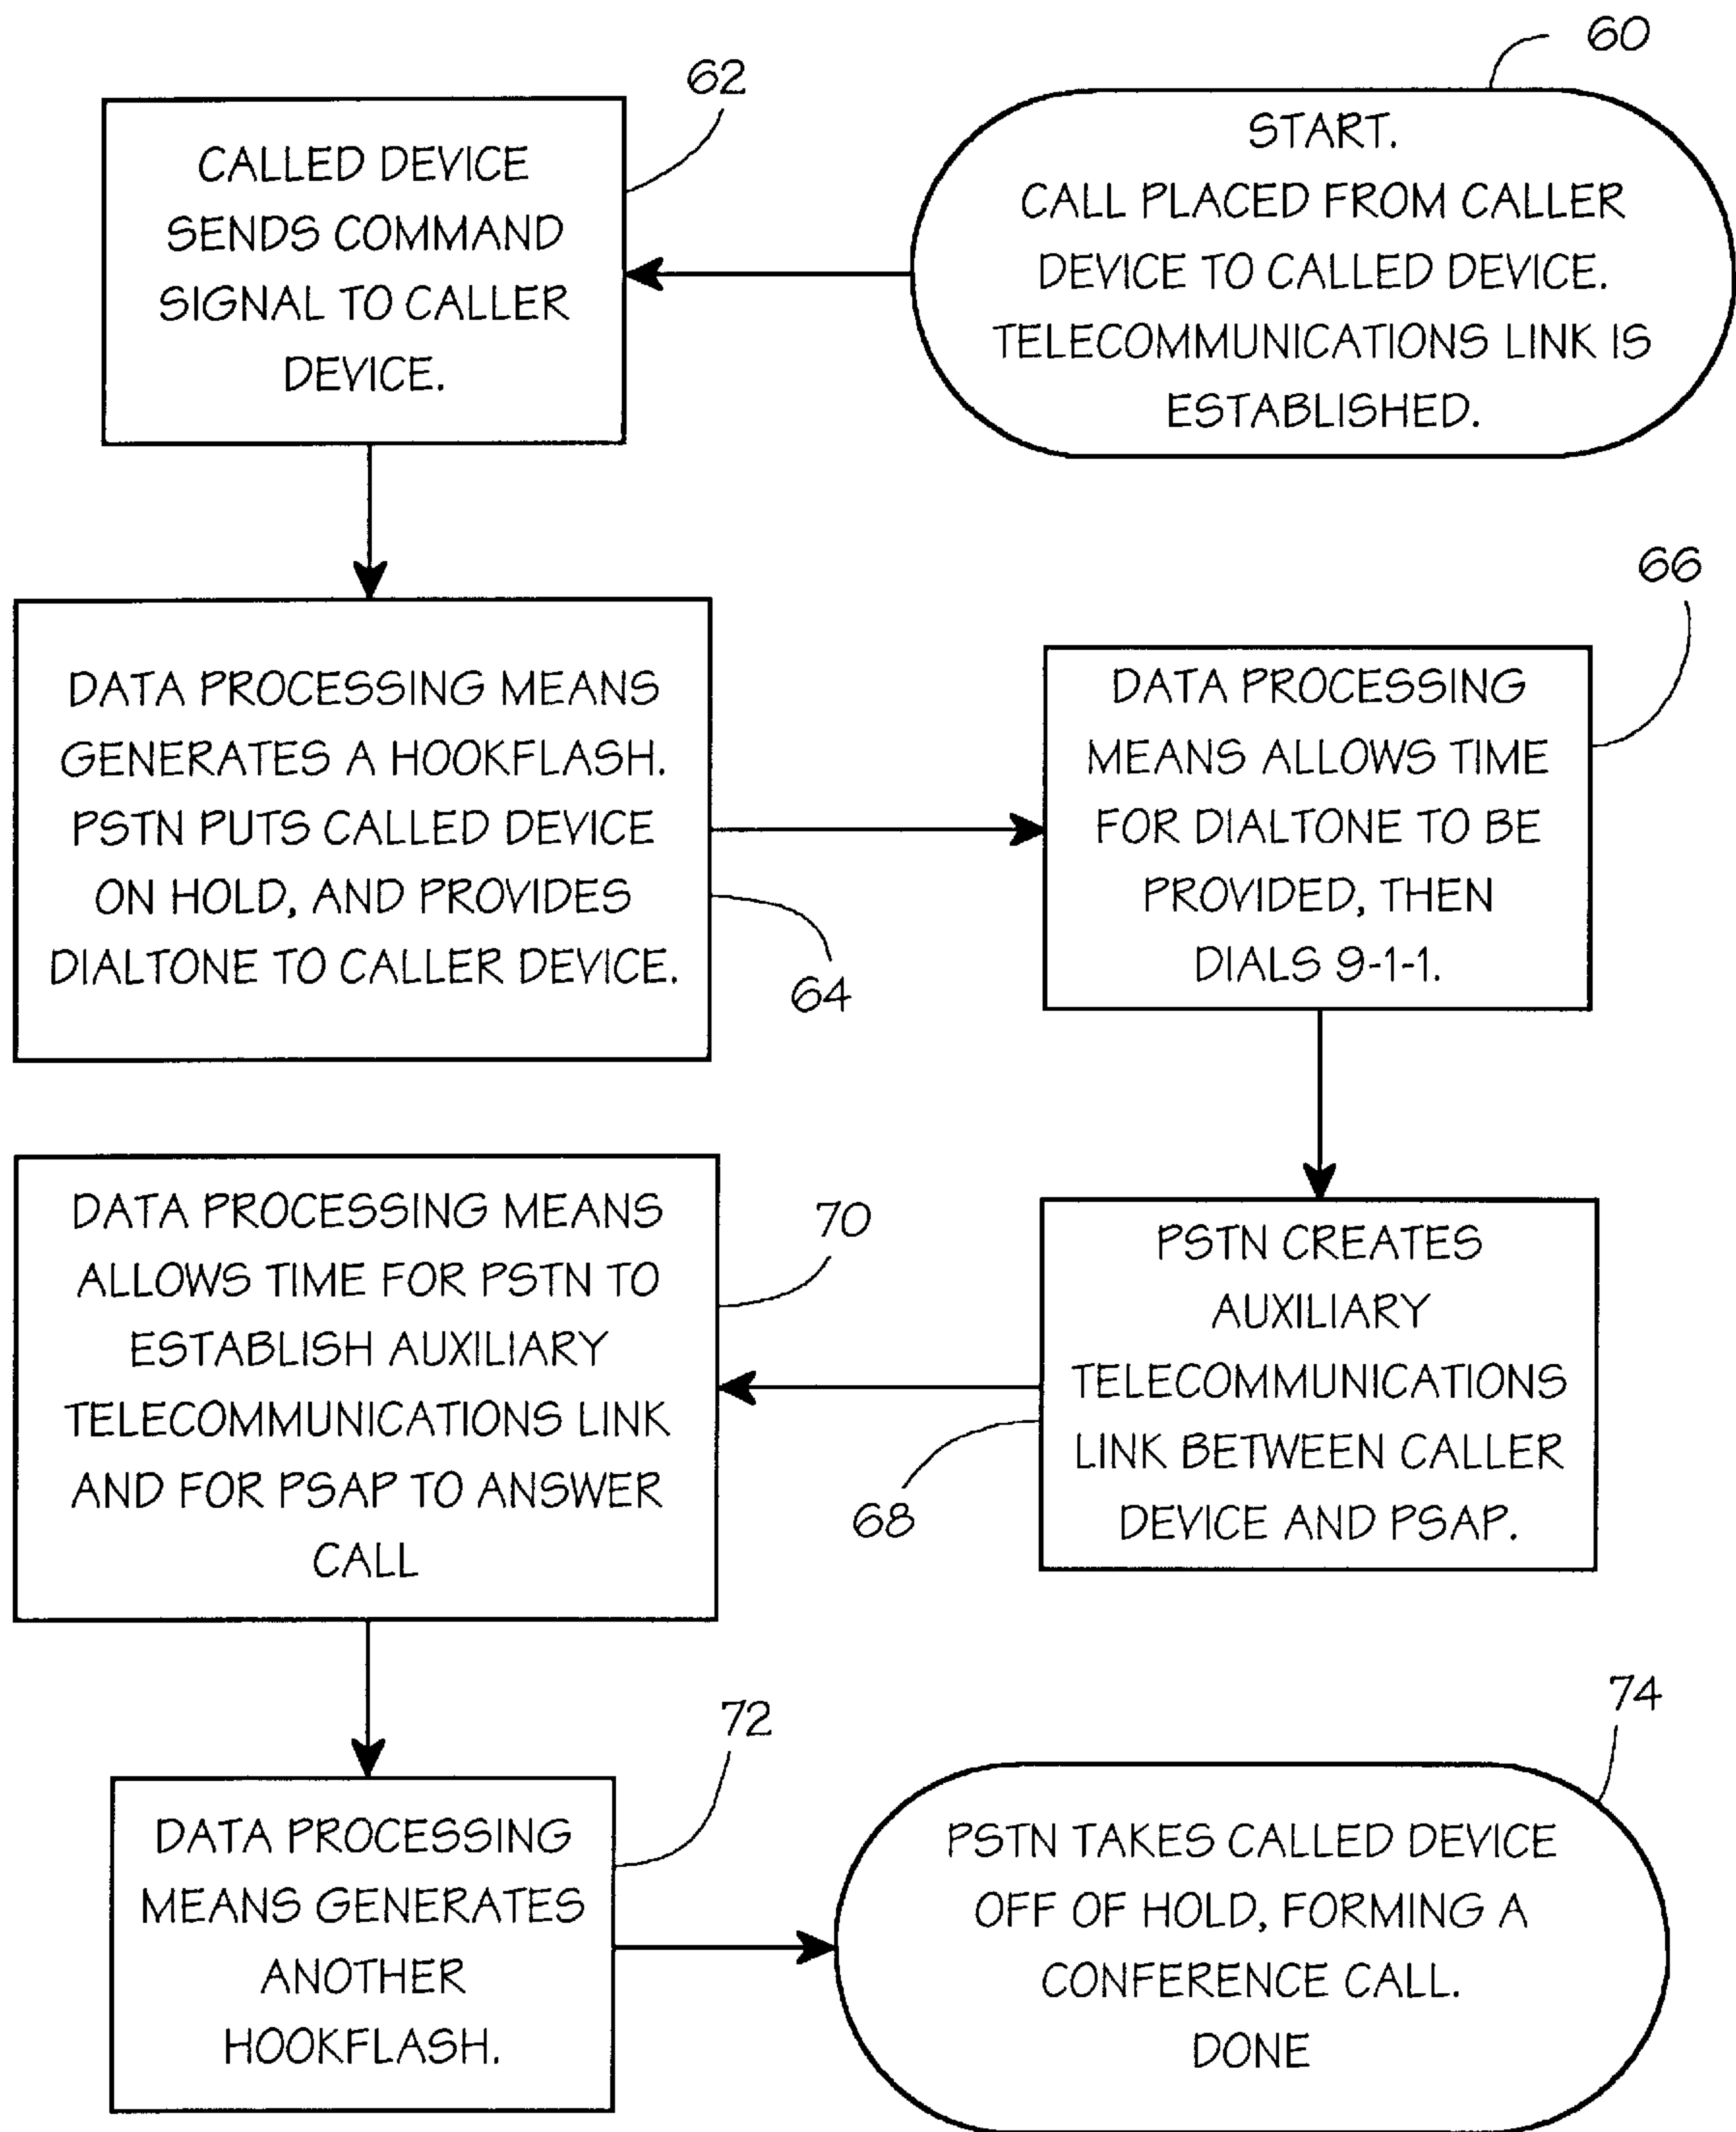 60
START.
CALL PLACED FROM CALLER
DEVICE TO CALLED DEVICE.
TELECOMMUNICATIONS LINK IS
ESTABLISHED.
62
CALLED DEVICE
SENDS COMMAND
SIGNAL TO CALLER
DEVICE.
DATA PROCESSING MEANS
GENERATES A HOOKFLASH.
PSTN PUTS CALLED DEVICE
ON HOLD, AND PROVIDES
DIALTONE TO CALLER DEVICE.
64
66
DATA PROCESSING
MEANS ALLOWS TIME
FOR DIALTONE TO BE
PROVIDED, THEN
DIALS 9-1-1.
PSTN CREATES
AUXILIARY
TELECOMMUNICATIONS
LINK BETWEEN CALLER
DEVICE AND PSAP.
68
70
DATA PROCESSING MEANS
ALLOWS TIME FOR PSTN TO
ESTABLISH AUXILIARY
TELECOMMUNICATIONS LINK
AND FOR PSAP TO ANSWER
CALL
72
DATA PROCESSING
MEANS GENERATES
ANOTHER
HOOKFLASH.
74
PSTN TAKES CALLED DEVICE
OFF OF HOLD, FORMING A
CONFERENCE CALL.
DONE